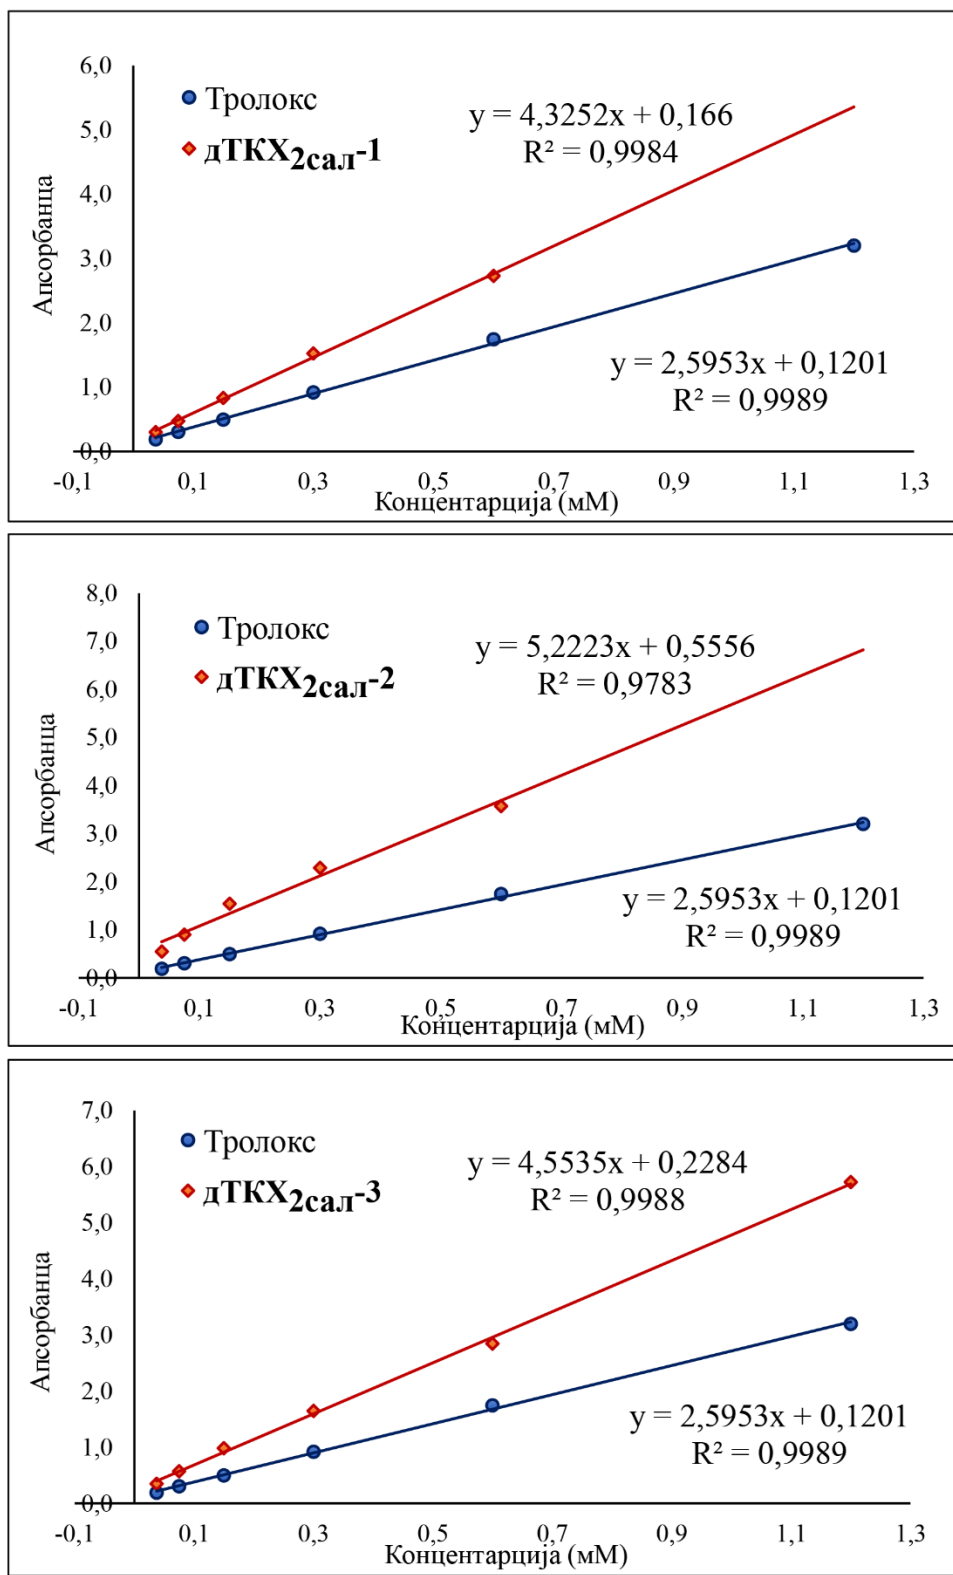 6,0
5,0
4,0
3,0
2,0
1,0
0,0
Апсорбанца
Тролокс
дТКХ2сал-1
y = 4,3252x + 0,166
R² = 0,9984
y = 2,5953x + 0,1201
R² = 0,9989
-0,1 0,1 0,3 0,5 0,7 0,9 1,1 1,3
Концентарција (мМ)
8,0
7,0
6,0
5,0
4,0
3,0
2,0
1,0
0,0
Апсорбанца
Тролокс
дТКХ2сал-2
y = 5,2223x + 0,5556
R² = 0,9783
y = 2,5953x + 0,1201
R² = 0,9989
-0,1 0,1 0,3 0,5 0,7 0,9 1,1 1,3
Концентарција (мМ)
7,0
6,0
5,0
4,0
3,0
2,0
1,0
0,0
Апсорбанца
Тролокс
дТКХ2сал-3
y = 4,5535x + 0,2284
R² = 0,9988
y = 2,5953x + 0,1201
R² = 0,9989
-0,1 0,1 0,3 0,5 0,7 0,9 1,1 1,3
Концентарција (мМ)